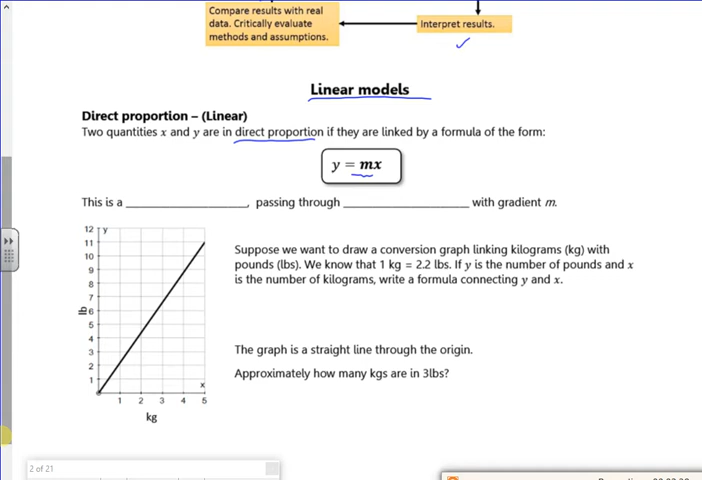 Compare results with real
data. Critically evaluate
methods and assumptions.
Interpret results.
Linear models
Direct proportion – (Linear)
Two quantities x and y are in direct proportion if they are linked by a formula of the form:
y = mx
This is a ____________________, passing through ____________________ with gradient m.
12 y
11
10
9
8
7
lb 6
5
4
3
2
1
x
1 2 3 4 5
kg
Suppose we want to draw a conversion graph linking kilograms (kg) with
pounds (lbs). We know that 1 kg = 2.2 lbs. If y is the number of pounds and x
is the number of kilograms, write a formula connecting y and x.
The graph is a straight line through the origin.
Approximately how many kgs are in 3lbs?
2 of 21